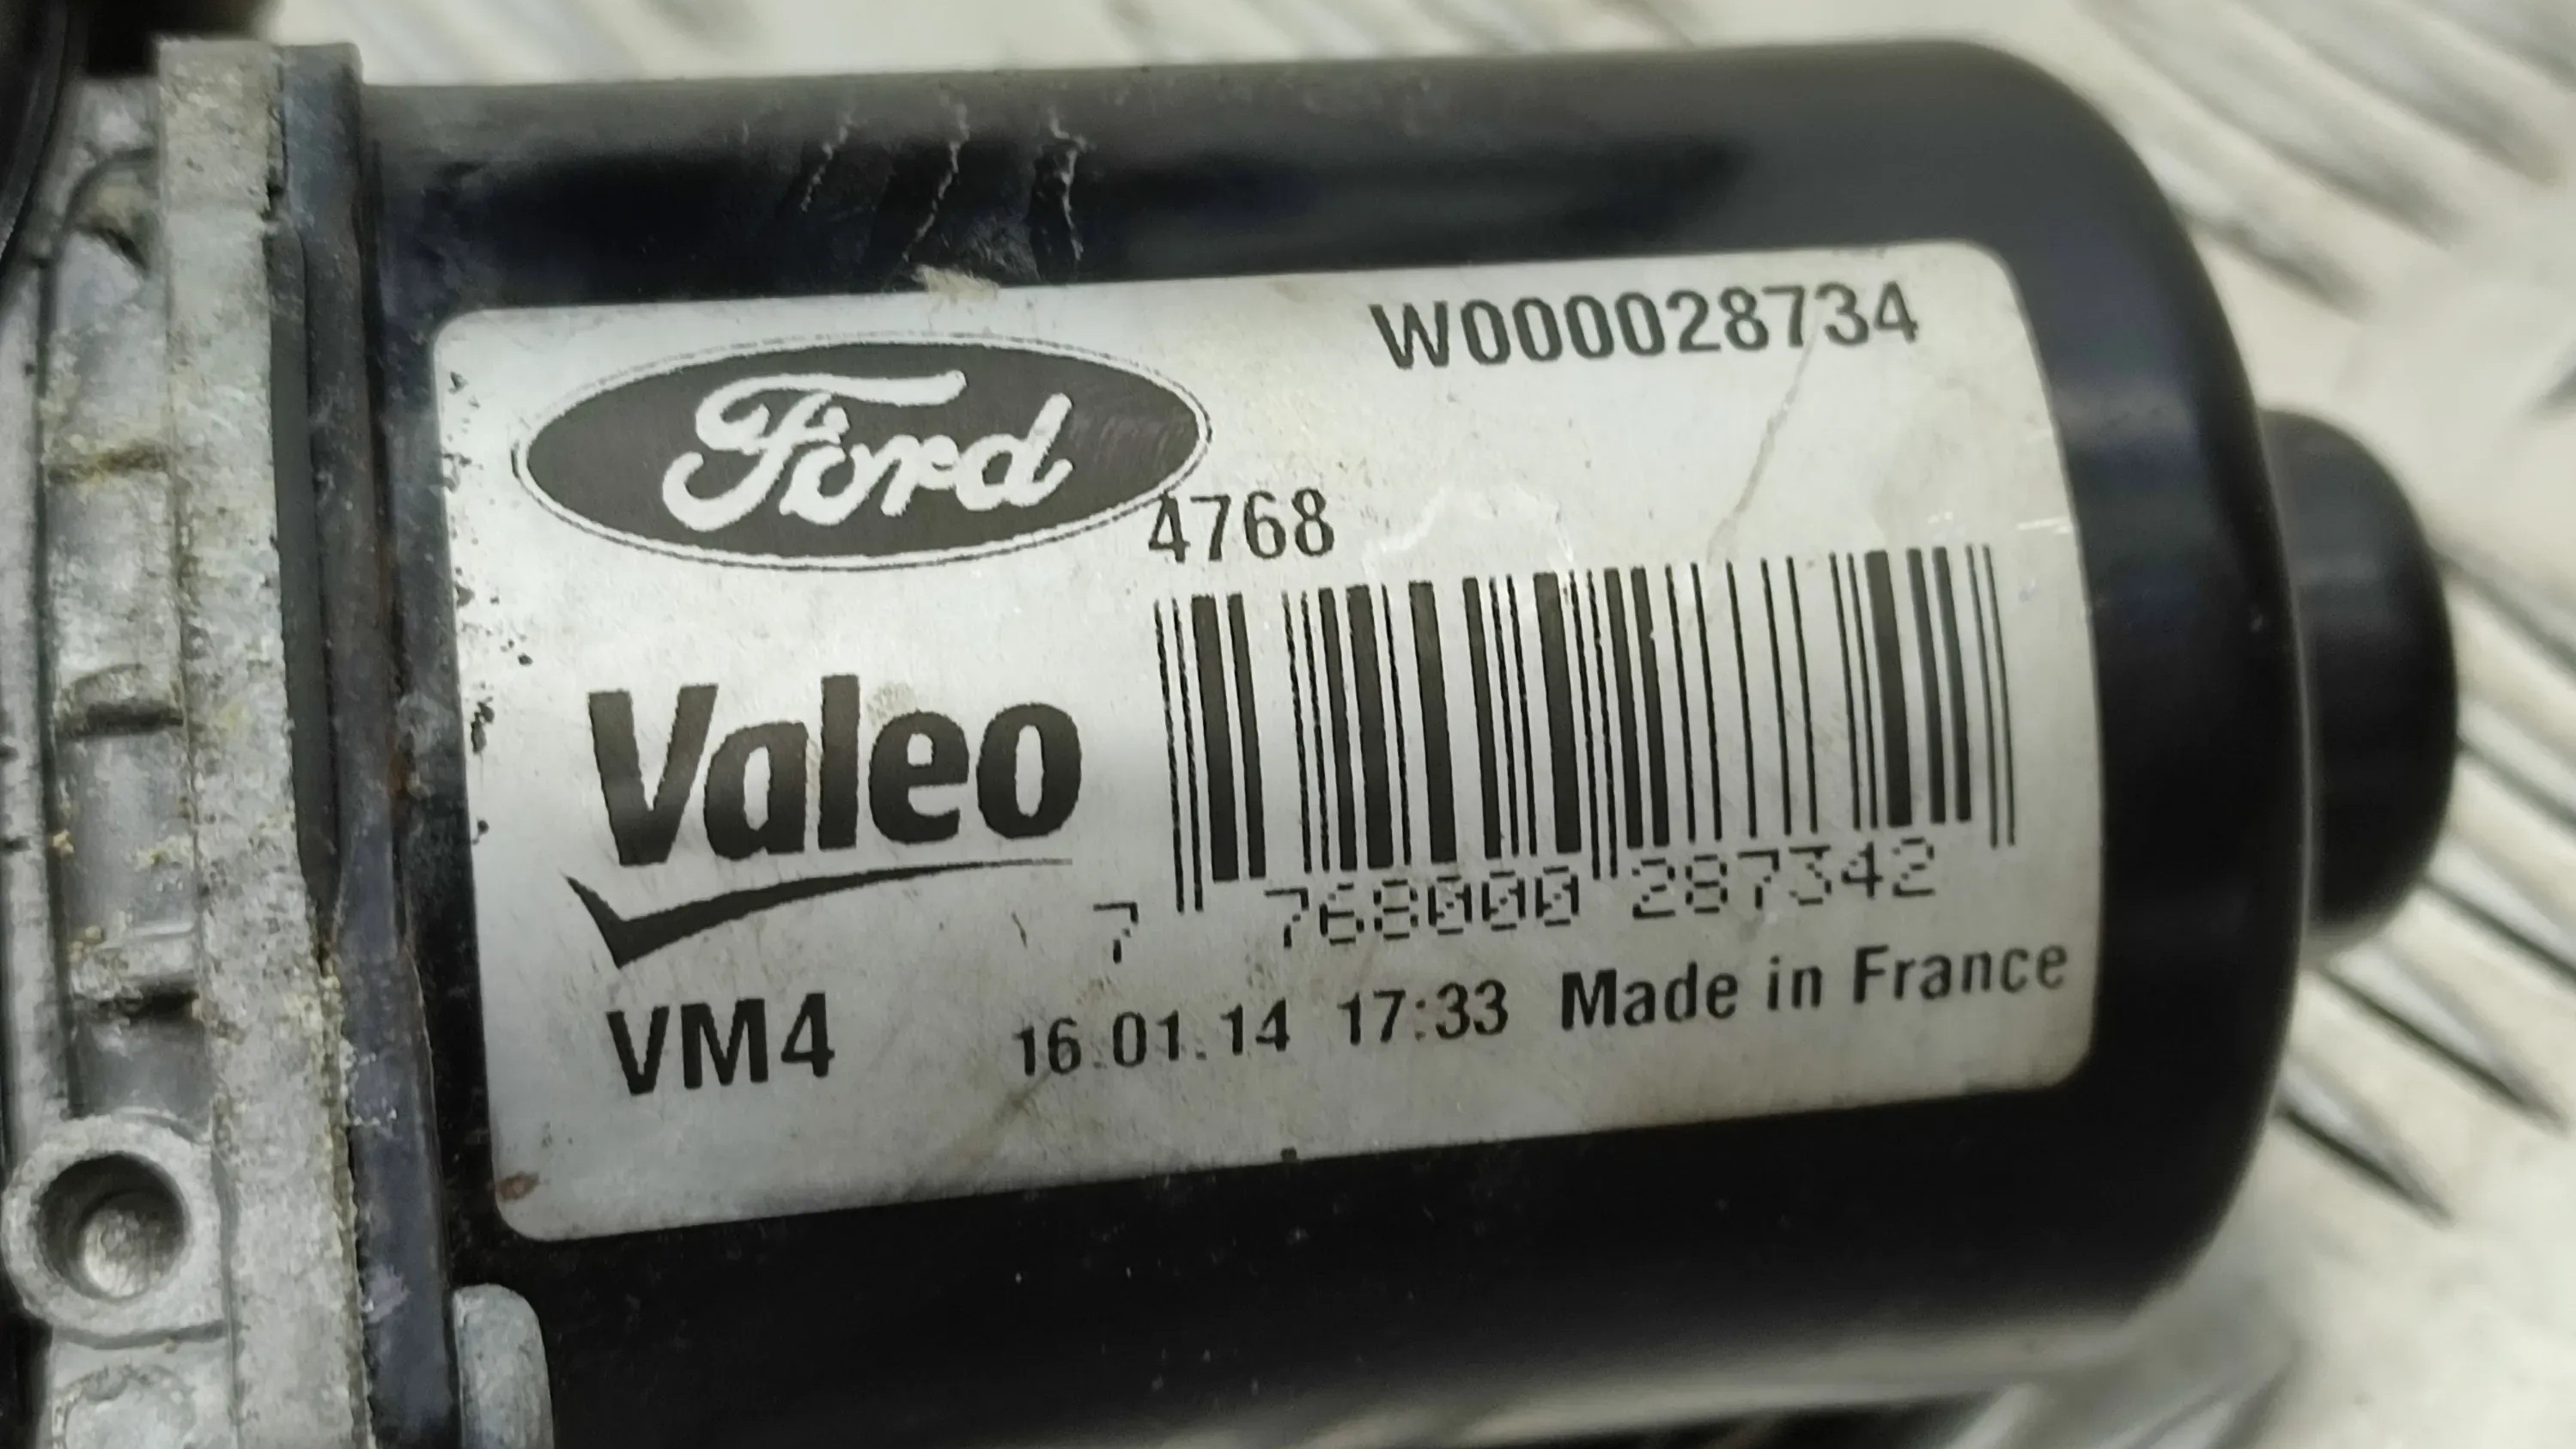 W000028734
Ford
4768
Valeo
7 768000 287342
VM4 16.01.14 17:33 Made in France